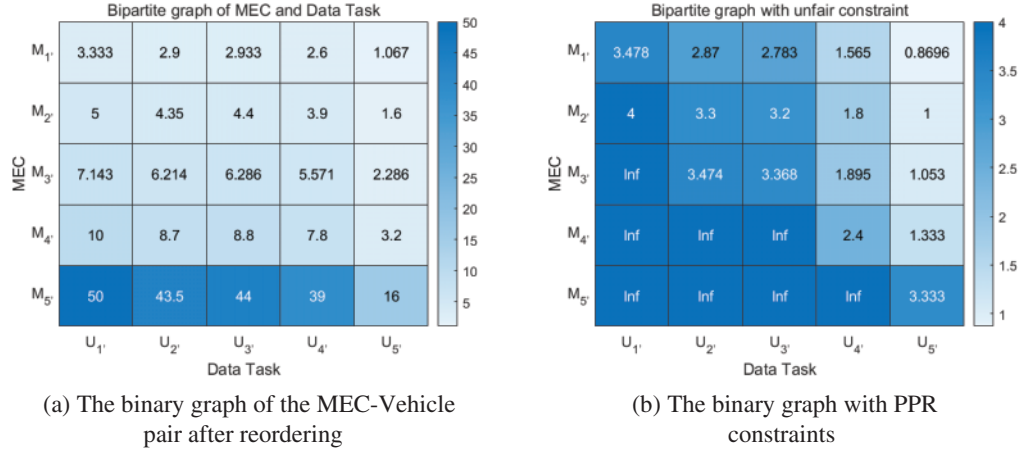 Bipartite graph of MEC and Data Task
M1' 3.333 2.9 2.933 2.6 1.067
M2' 5 4.35 4.4 3.9 1.6
M3' 7.143 6.214 6.286 5.571 2.286
M4' 10 8.7 8.8 7.8 3.2
M5' 50 43.5 44 39 16
U1' U2' U3' U4' U5'
Data Task
MEC
50
45
40
35
30
25
20
15
10
5
(a) The binary graph of the MEC-Vehicle
pair after reordering
Bipartite graph with unfair constraint
M1' 3.478 2.87 2.783 1.565 0.8696
M2' 4 3.3 3.2 1.8 1
M3' Inf 3.474 3.368 1.895 1.053
M4' Inf Inf Inf 2.4 1.333
M5' Inf Inf Inf Inf 3.333
U1' U2' U3' U4' U5'
Data Task
MEC
4
3.5
3
2.5
2
1.5
1
(b) The binary graph with PPR
constraints